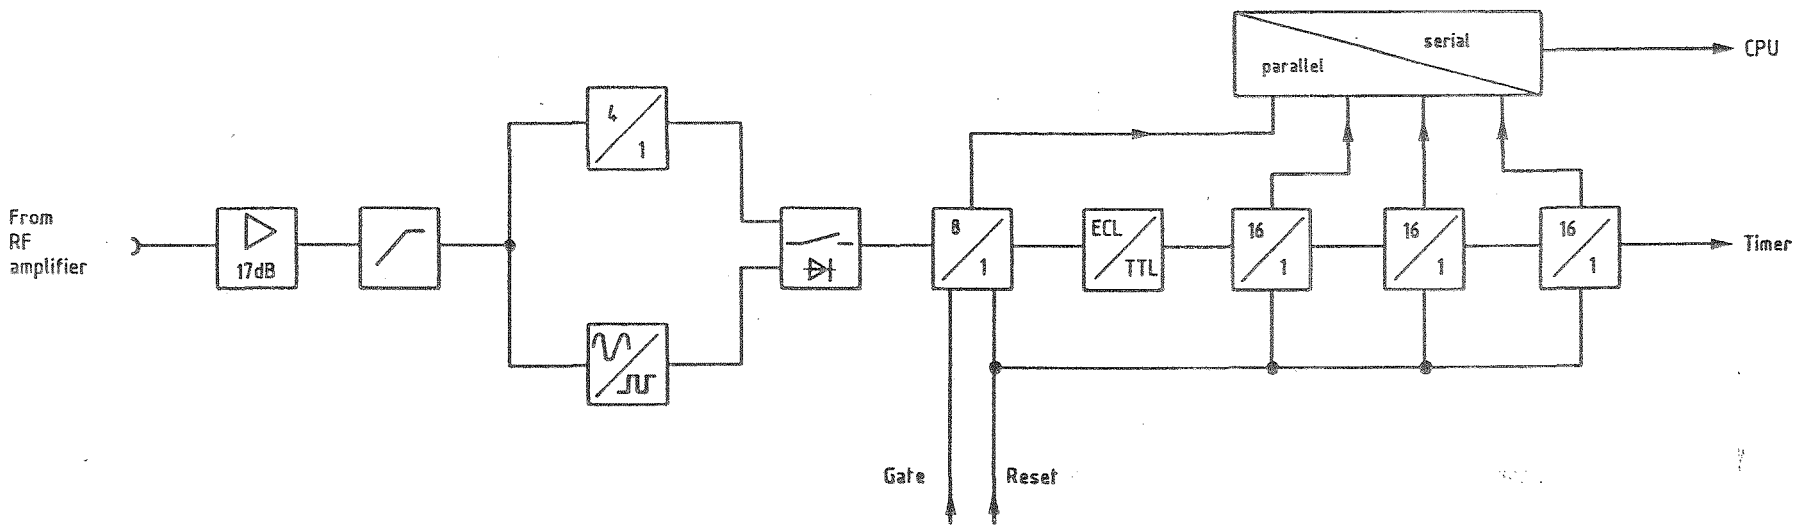 serial
CPU
parallel
4
1
From
RF
amplifier
17dB
8
1
ECL
TTL
16
1
16
1
16
1
Timer
Gate
Reset